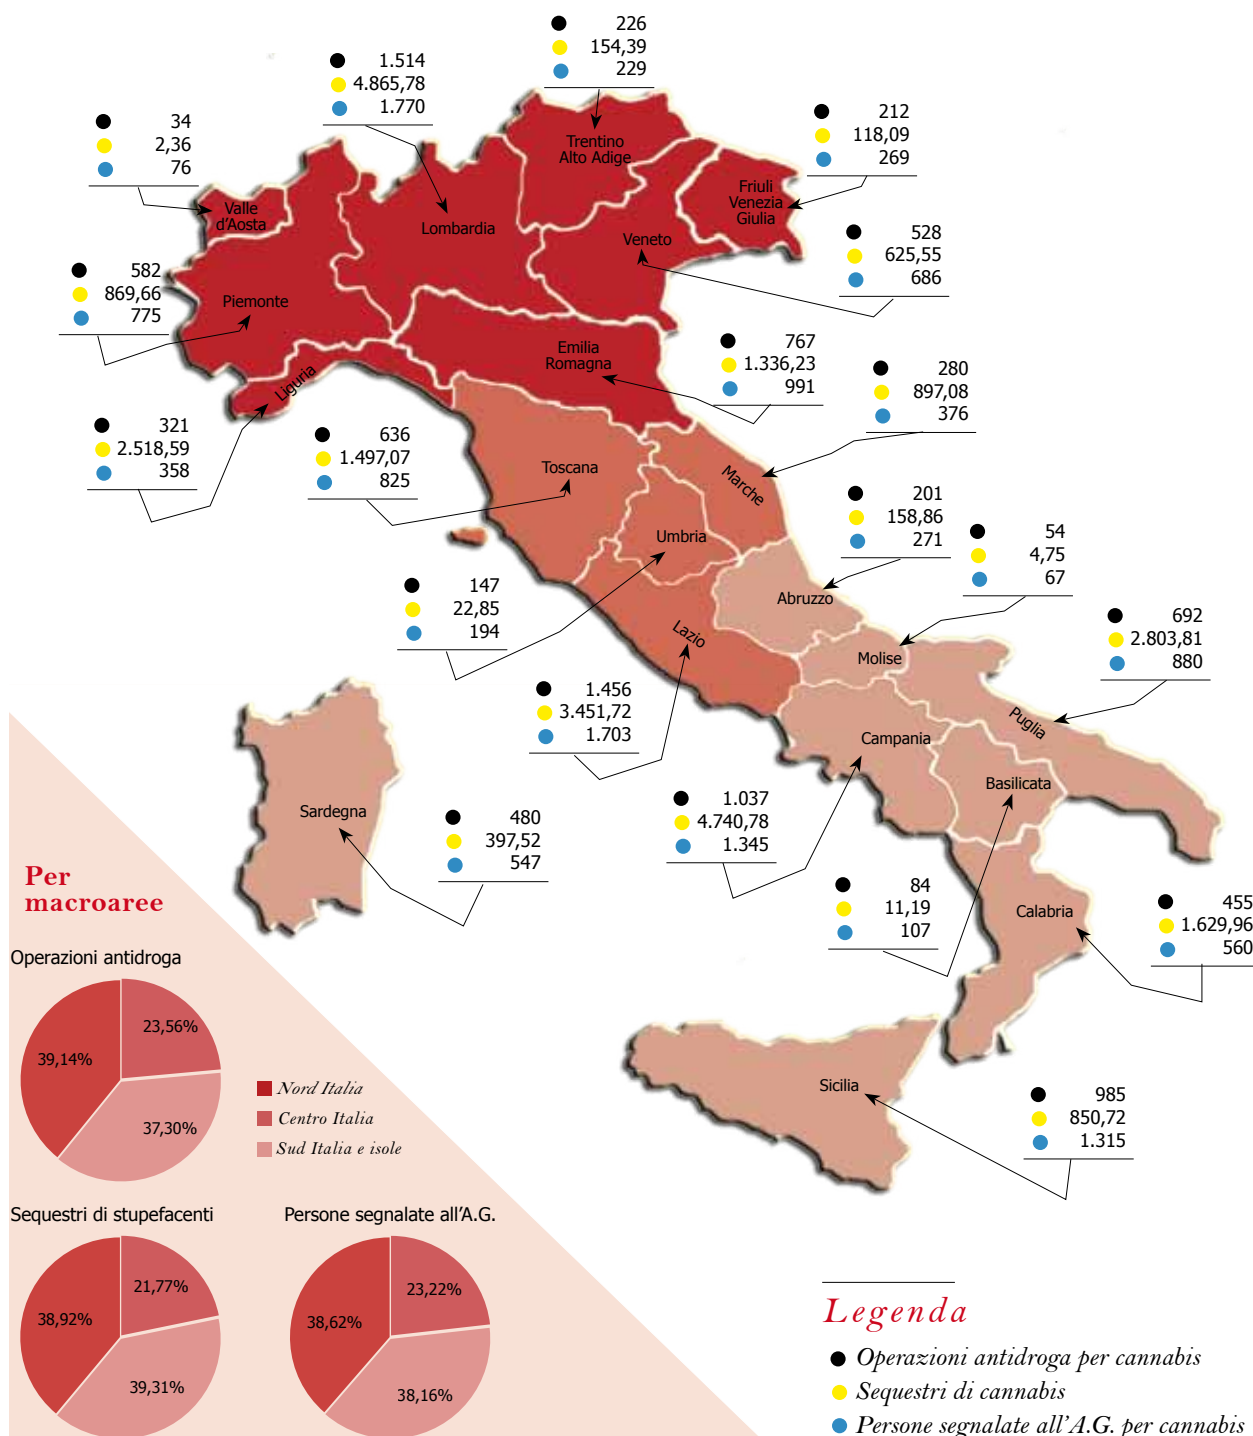 226
154,39
229
1.514
4.865,78
1.770
34
2,36
76
212
118,09
269
Trentino
Alto Adige
Friuli
Venezia
Giulia
Valle
d'Aosta
Lombardia
Veneto
528
625,55
686
582
869,66
775
Piemonte
Emilia
Romagna
767
1.336,23
991
280
897,08
376
Liguria
321
2.518,59
358
636
1.497,07
825
Toscana
Marche
201
158,86
271
54
4,75
67
Umbria
147
22,85
194
Abruzzo
Lazio
Molise
692
2.803,81
880
1.456
3.451,72
1.703
Puglia
Campania
Basilicata
Sardegna
480
397,52
547
1.037
4.740,78
1.345
84
11,19
107
Calabria
455
1.629,96
560
Sicilia
985
850,72
1.315
Per
macroaree
Operazioni antidroga
23,56%
39,14%
37,30%
Nord Italia
Centro Italia
Sud Italia e isole
Sequestri di stupefacenti
21,77%
38,92%
39,31%
Persone segnalate all'A.G.
23,22%
38,62%
38,16%
Legenda
Operazioni antidroga per cannabis
Sequestri di cannabis
Persone segnalate all'A.G. per cannabis